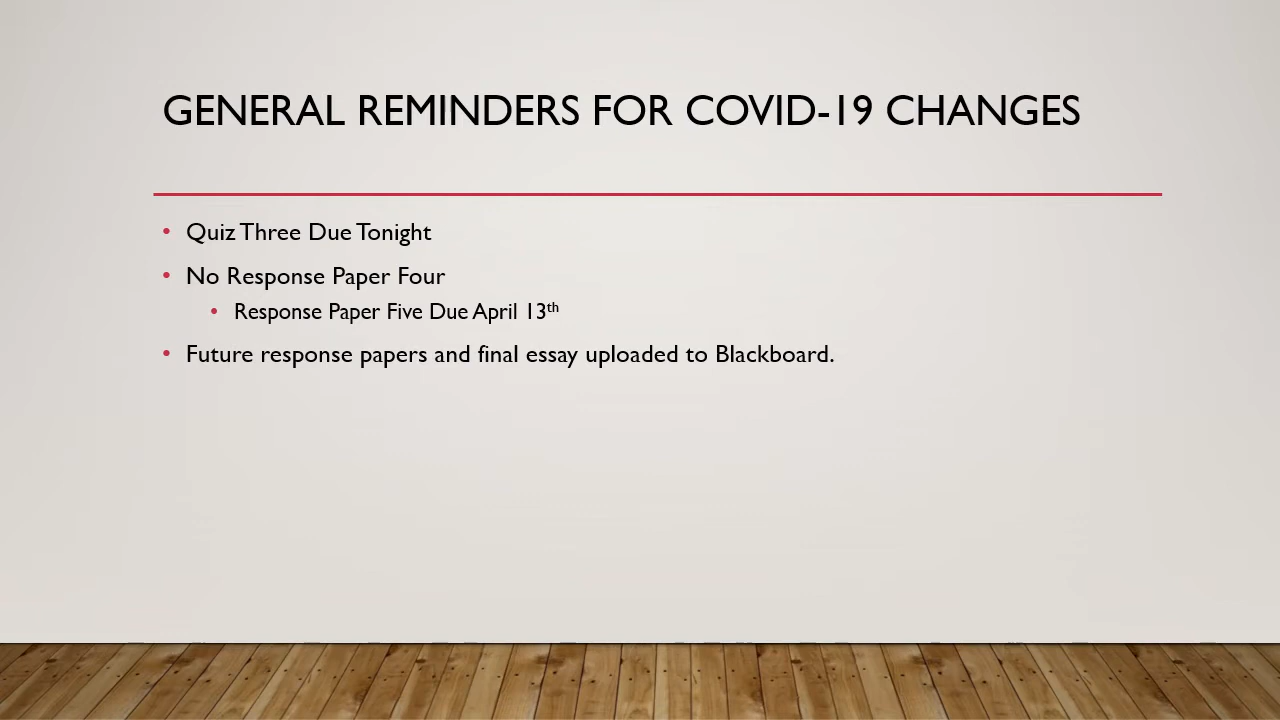 GENERAL REMINDERS FOR COVID-19 CHANGES
• Quiz Three Due Tonight
• No Response Paper Four
• Response Paper Five Due April 13th
• Future response papers and final essay uploaded to Blackboard.